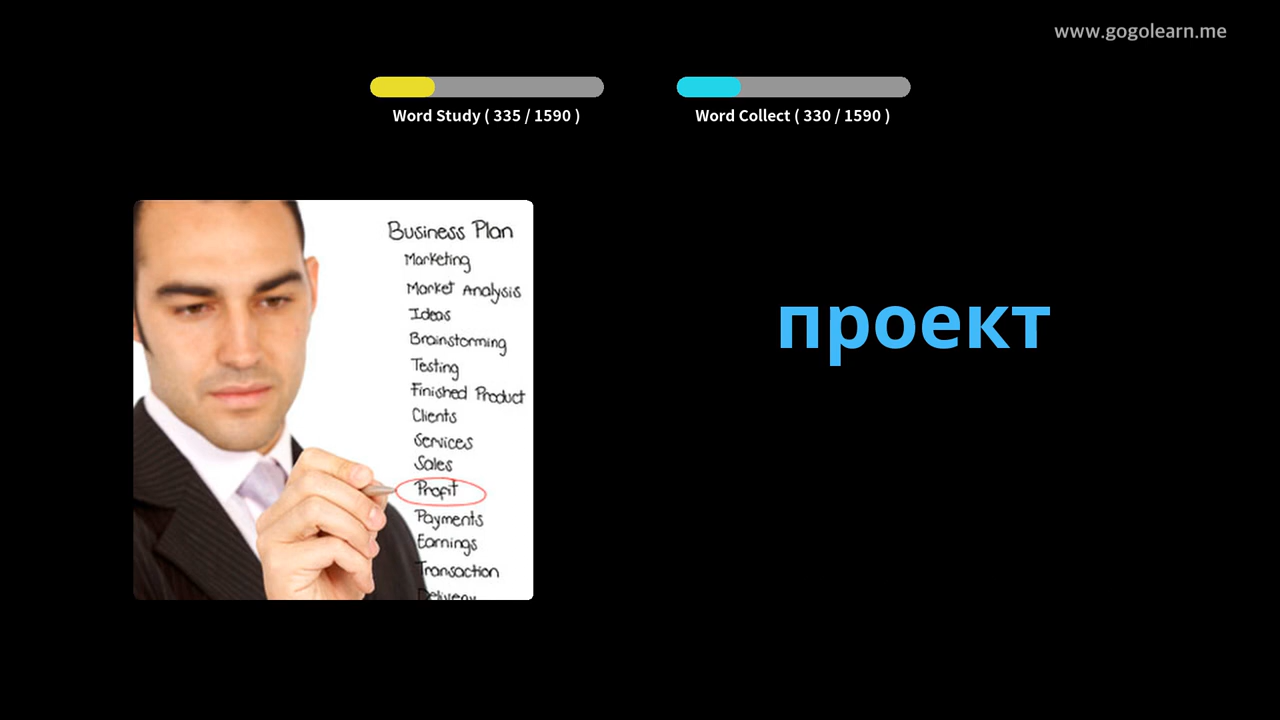 www.gogolearn.me
Word Study ( 335 / 1590 )
Word Collect ( 330 / 1590 )
Business Plan
Marketing
Market Analysis
Ideas
Brainstorming
Testing
Finished Product
Clients
Services
Sales
Profit
Payments
Earnings
Transaction
Delivery
проект